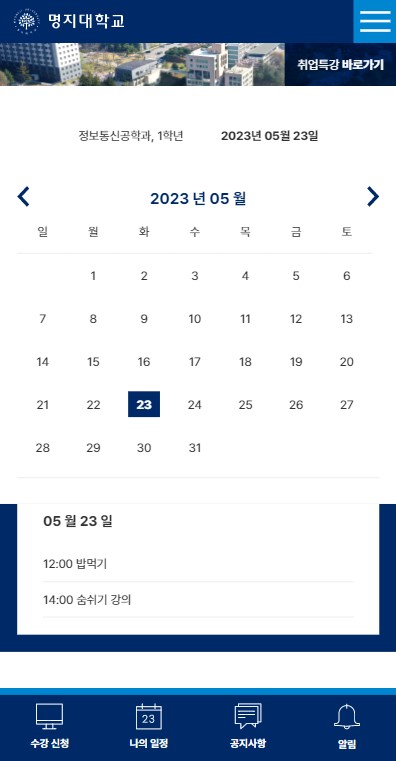 명지대학교
취업특강 바로가기
정보통신공학과, 1학년 2023년 05월 23일
2023 년 05 월
일 월 화 수 목 금 토
1 2 3 4 5 6
7 8 9 10 11 12 13
14 15 16 17 18 19 20
21 22 23 24 25 26 27
28 29 30 31
05 월 23 일
12:00 밥먹기
14:00 숨쉬기 강의
23
수강 신청 나의 일정 공지사항 알림